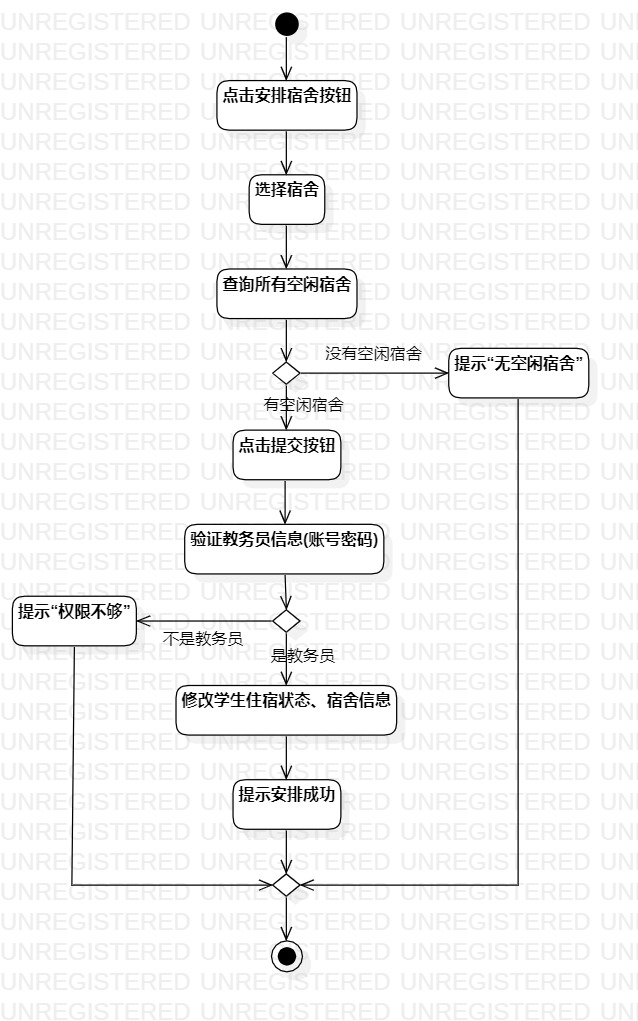 点击安排宿舍按钮
选择宿舍
查询所有空闲宿舍
没有空闲宿舍
提示“无空闲宿舍”
有空闲宿舍
点击提交按钮
验证教务员信息(账号密码)
提示“权限不够”
不是教务员
是教务员
修改学生住宿状态、宿舍信息
提示安排成功
UNREGISTERED